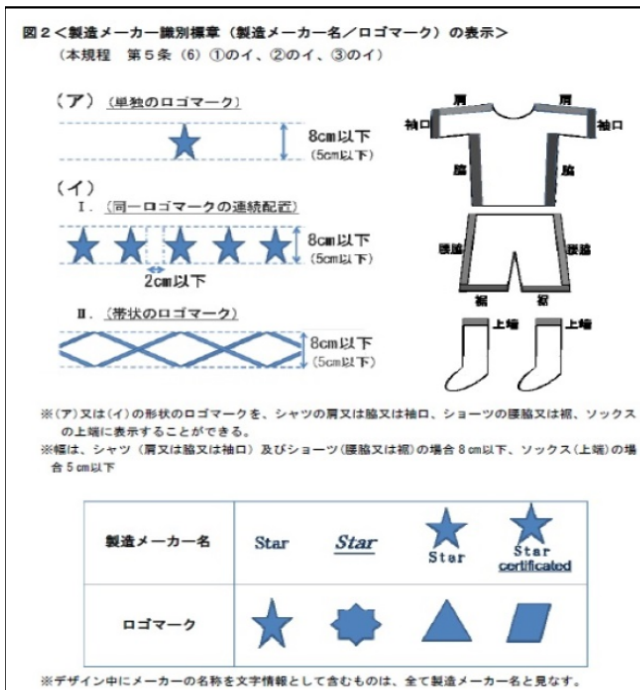 図2<製造メーカー識別標章（製造メーカー名／ロゴマーク）の表示>
（本規程　第5条（6）①のイ、②のイ、③のイ）
（ア）（単独のロゴマーク）
8cm以下
（5cm以下）
（イ）
Ⅰ．（同一ロゴマークの連続配置）
8cm以下
（5cm以下）
2cm以下
Ⅱ．（帯状のロゴマーク）
8cm以下
（5cm以下）
肩　肩
袖口　袖口
脇　脇
腰脇　腰脇
裾　裾
上端　上端
※（ア）又は（イ）の形状のロゴマークを、シャツの肩又は脇又は袖口、ショーツの腰脇又は裾、ソックス
の上端に表示することができる。
※幅は、シャツ（肩又は脇又は袖口）及びショーツ（腰脇又は裾）の場合8cm以下、ソックス（上端）の場
合5cm以下
製造メーカー名　Star　Star　Star　Star
certificated
ロゴマーク
※デザイン中にメーカーの名称を文字情報として含むものは、全て製造メーカー名と見なす。